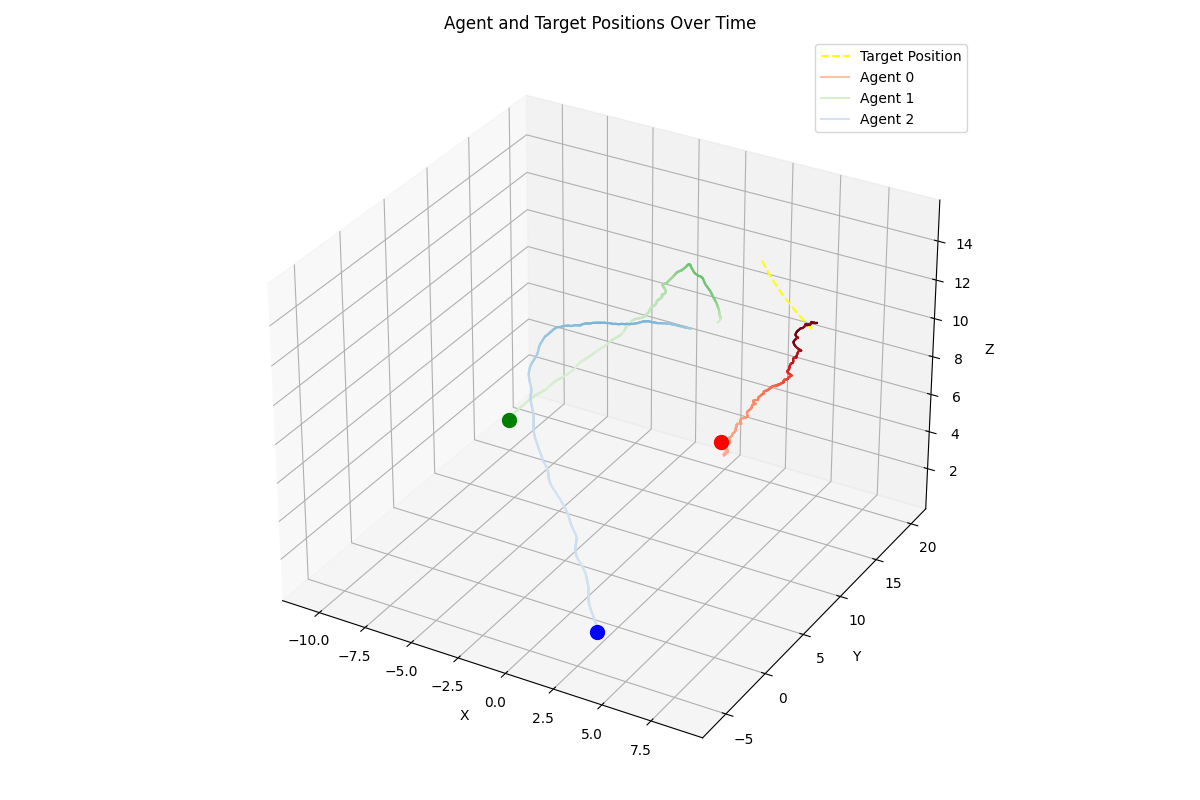 Agent and Target Positions Over Time
Target Position
Agent 0
Agent 1
Agent 2
14
12
10
8
6
4
2
Z
20
15
10
5
0
−5
Y
−10.0
−7.5
−5.0
−2.5
0.0
2.5
5.0
7.5
X